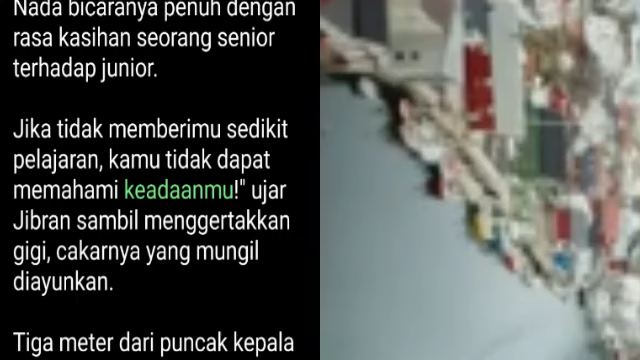 Nada bicaranya penuh dengan
rasa kasihan seorang senior
terhadap junior.
Jika tidak memberimu sedikit
pelajaran, kamu tidak dapat
memahami keadaanmu!" ujar
Jibran sambil menggertakkan
gigi, cakarnya yang mungil
diayunkan.
Tiga meter dari puncak kepala